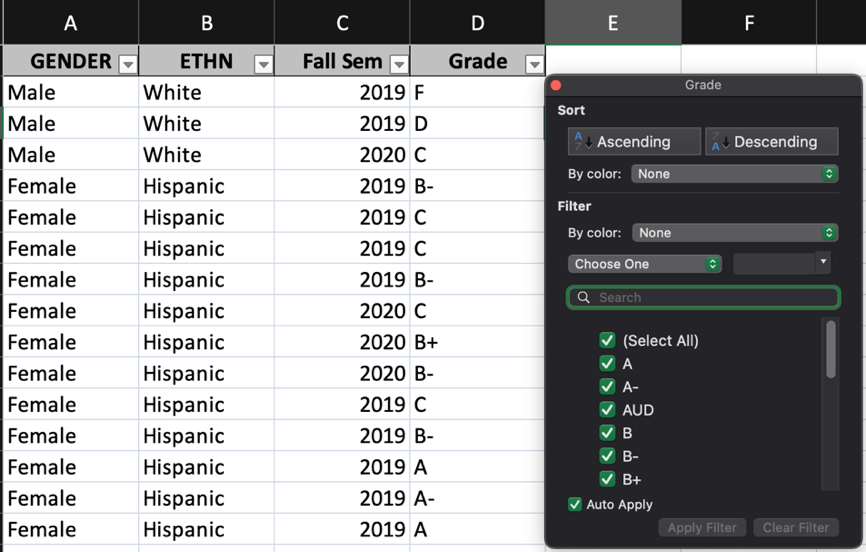 A B C D E F
GENDER ETHN Fall Sem Grade
Male White 2019 F
Male White 2019 D
Male White 2020 C
Female Hispanic 2019 B-
Female Hispanic 2019 C
Female Hispanic 2019 C
Female Hispanic 2019 B-
Female Hispanic 2020 C
Female Hispanic 2020 B+
Female Hispanic 2020 B-
Female Hispanic 2019 C
Female Hispanic 2019 B-
Female Hispanic 2019 A
Female Hispanic 2019 A-
Female Hispanic 2019 A
Grade
Sort
Ascending Descending
By color: None
Filter
By color: None
Choose One
Search
(Select All)
A
A-
AUD
B
B-
B+
Auto Apply
Apply Filter Clear Filter